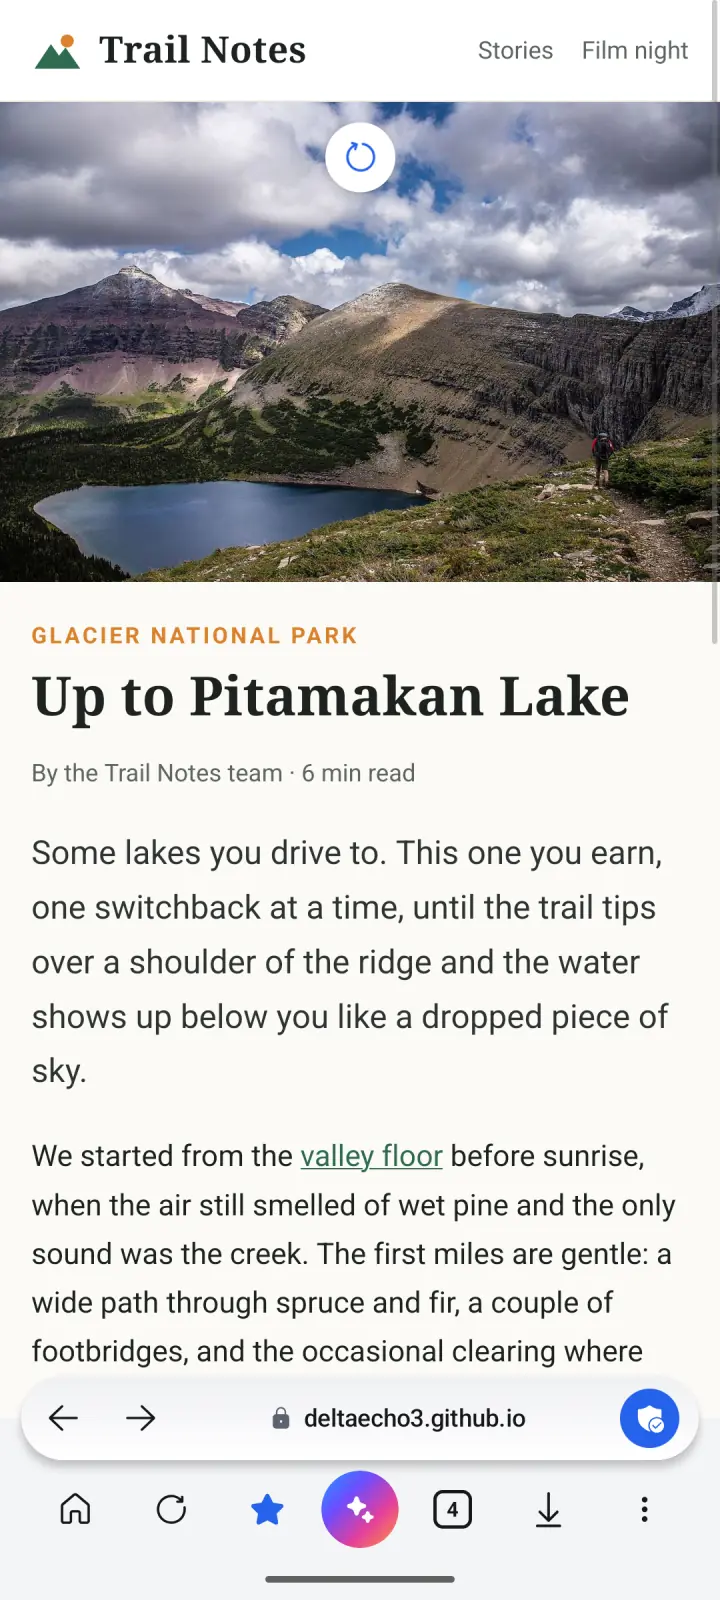 Trail Notes
Stories
Film night
GLACIER NATIONAL PARK
Up to Pitamakan Lake
By the Trail Notes team · 6 min read
Some lakes you drive to. This one you earn,
one switchback at a time, until the trail tips
over a shoulder of the ridge and the water
shows up below you like a dropped piece of
sky.
We started from the valley floor before sunrise,
when the air still smelled of wet pine and the only
sound was the creek. The first miles are gentle: a
wide path through spruce and fir, a couple of
footbridges, and the occasional clearing where
deltaecho3.github.io
4